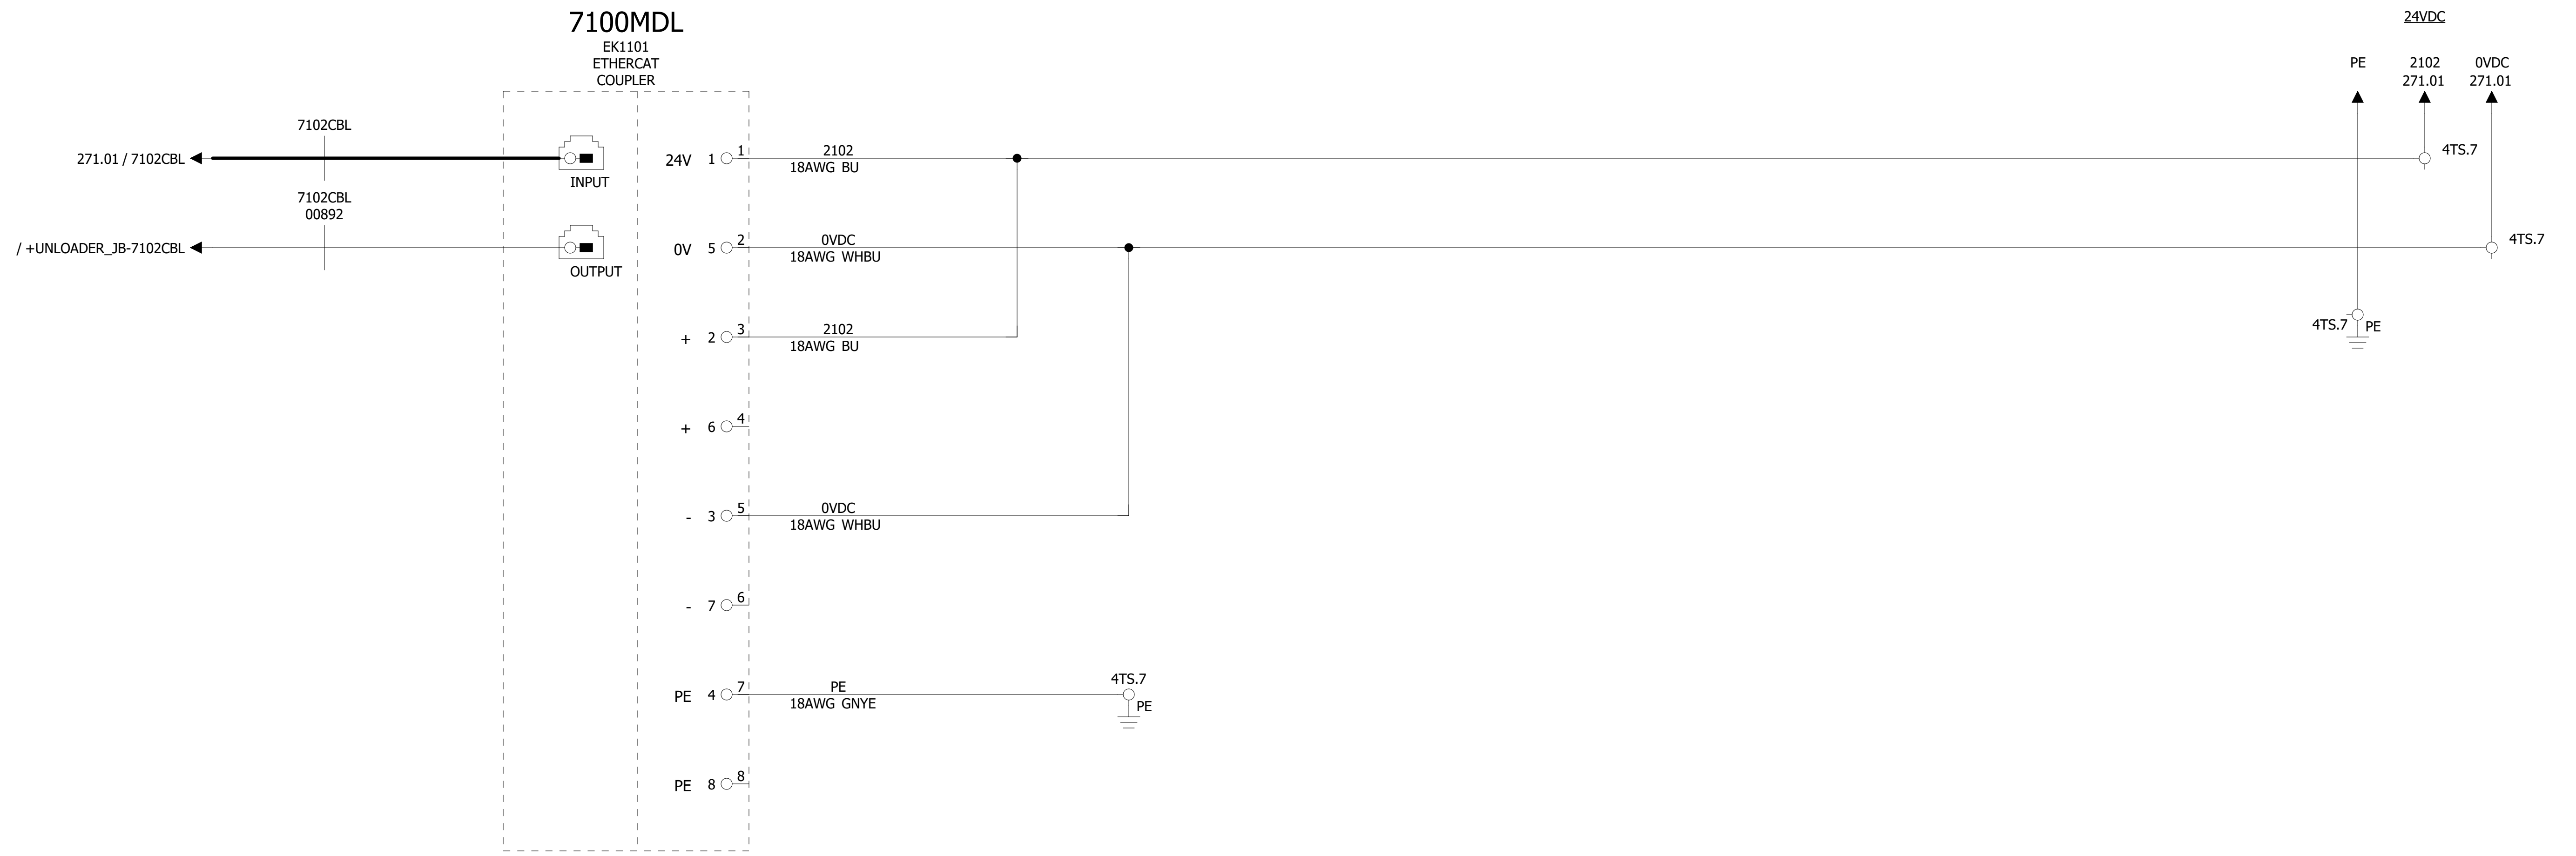 7100MDL
EK1101
ETHERCAT
COUPLER
24VDC
PE
2102
271.01
0VDC
271.01
7102CBL
271.01 / 7102CBL
INPUT
24V 1 1
2102
18AWG BU
4TS.7
7102CBL
00892
/ +UNLOADER_JB-7102CBL
OUTPUT
0V 5 2
0VDC
18AWG WHBU
4TS.7
+ 2 3
2102
18AWG BU
4TS.7 PE
+ 6 4
- 3 5
0VDC
18AWG WHBU
- 7 6
PE 4 7
PE
18AWG GNYE
4TS.7
PE
PE 8 8